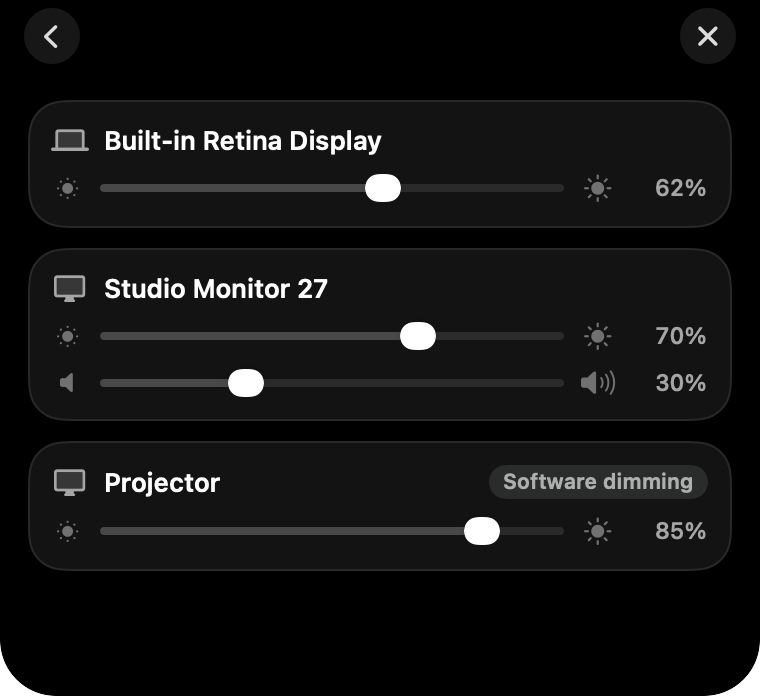 Built-in Retina Display
62%
Studio Monitor 27
70%
30%
Projector
Software dimming
85%